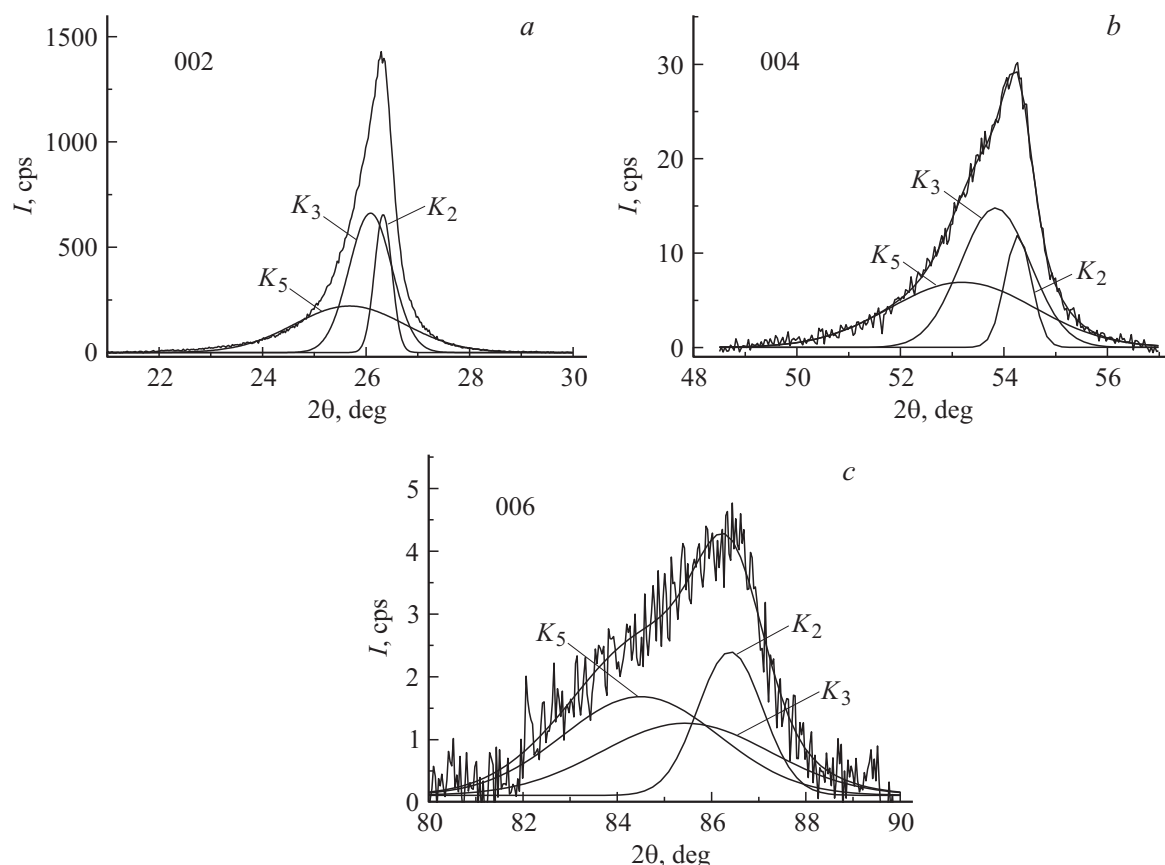 a
1500
002
1000
I, cps
K3
K2
500
K5
0
22 24 26 28 30
2θ, deg
b
30
004
20
I, cps
K3
10
K5
K2
0
48 50 52 54 56
2θ, deg
c
5
006
4
I, cps
3
K5
K2
2
K3
1
0
80 82 84 86 88 90
2θ, deg